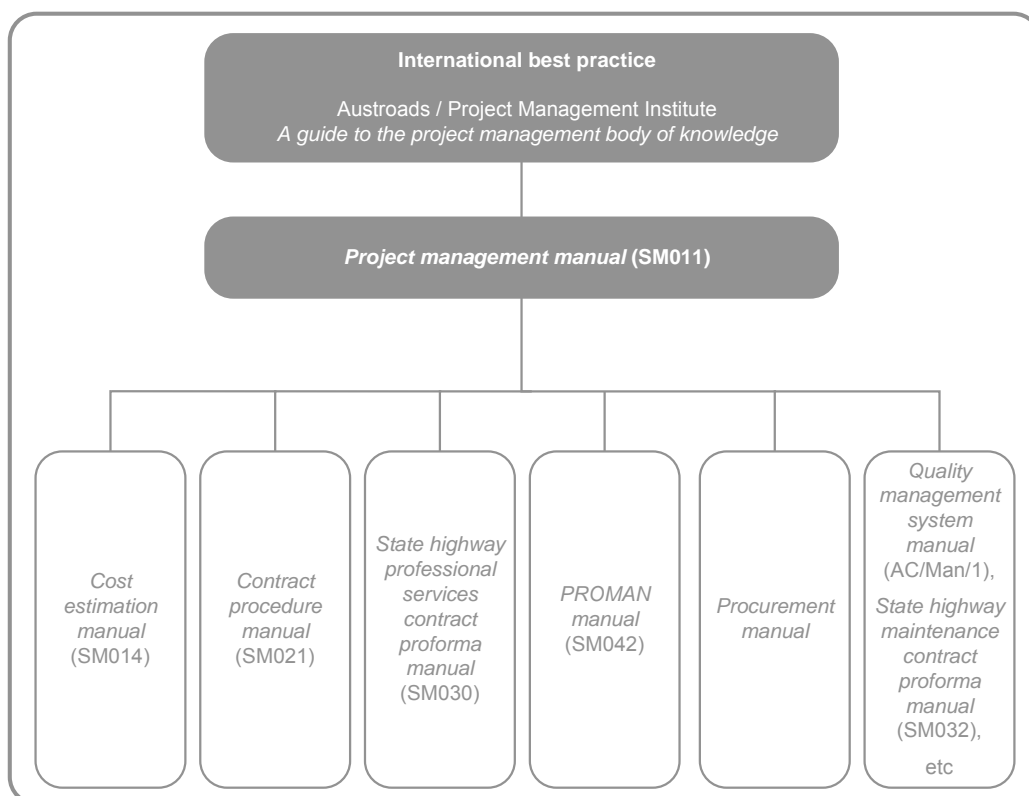 International best practice
Austroads / Project Management Institute
A guide to the project management body of knowledge
Project management manual (SM011)
Cost
estimation
manual
(SM014)
Contract
procedure
manual
(SM021)
State highway
professional
services
contract
proforma
manual
(SM030)
PROMAN
manual
(SM042)
Procurement
manual
Quality
management
system
manual
(AC/Man/1),
State highway
maintenance
contract
proforma
manual
(SM032),
etc